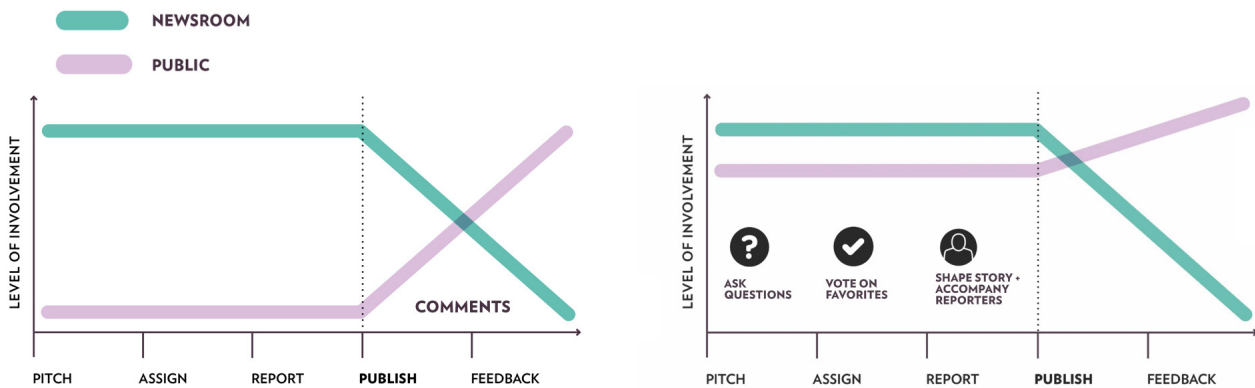 NEWSROOM
PUBLIC
LEVEL OF INVOLVEMENT
COMMENTS
PITCH
ASSIGN
REPORT
PUBLISH
FEEDBACK
LEVEL OF INVOLVEMENT
?
ASK
QUESTIONS
VOTE ON
FAVORITES
SHAPE STORY +
ACCOMPANY
REPORTERS
PITCH
ASSIGN
REPORT
PUBLISH
FEEDBACK